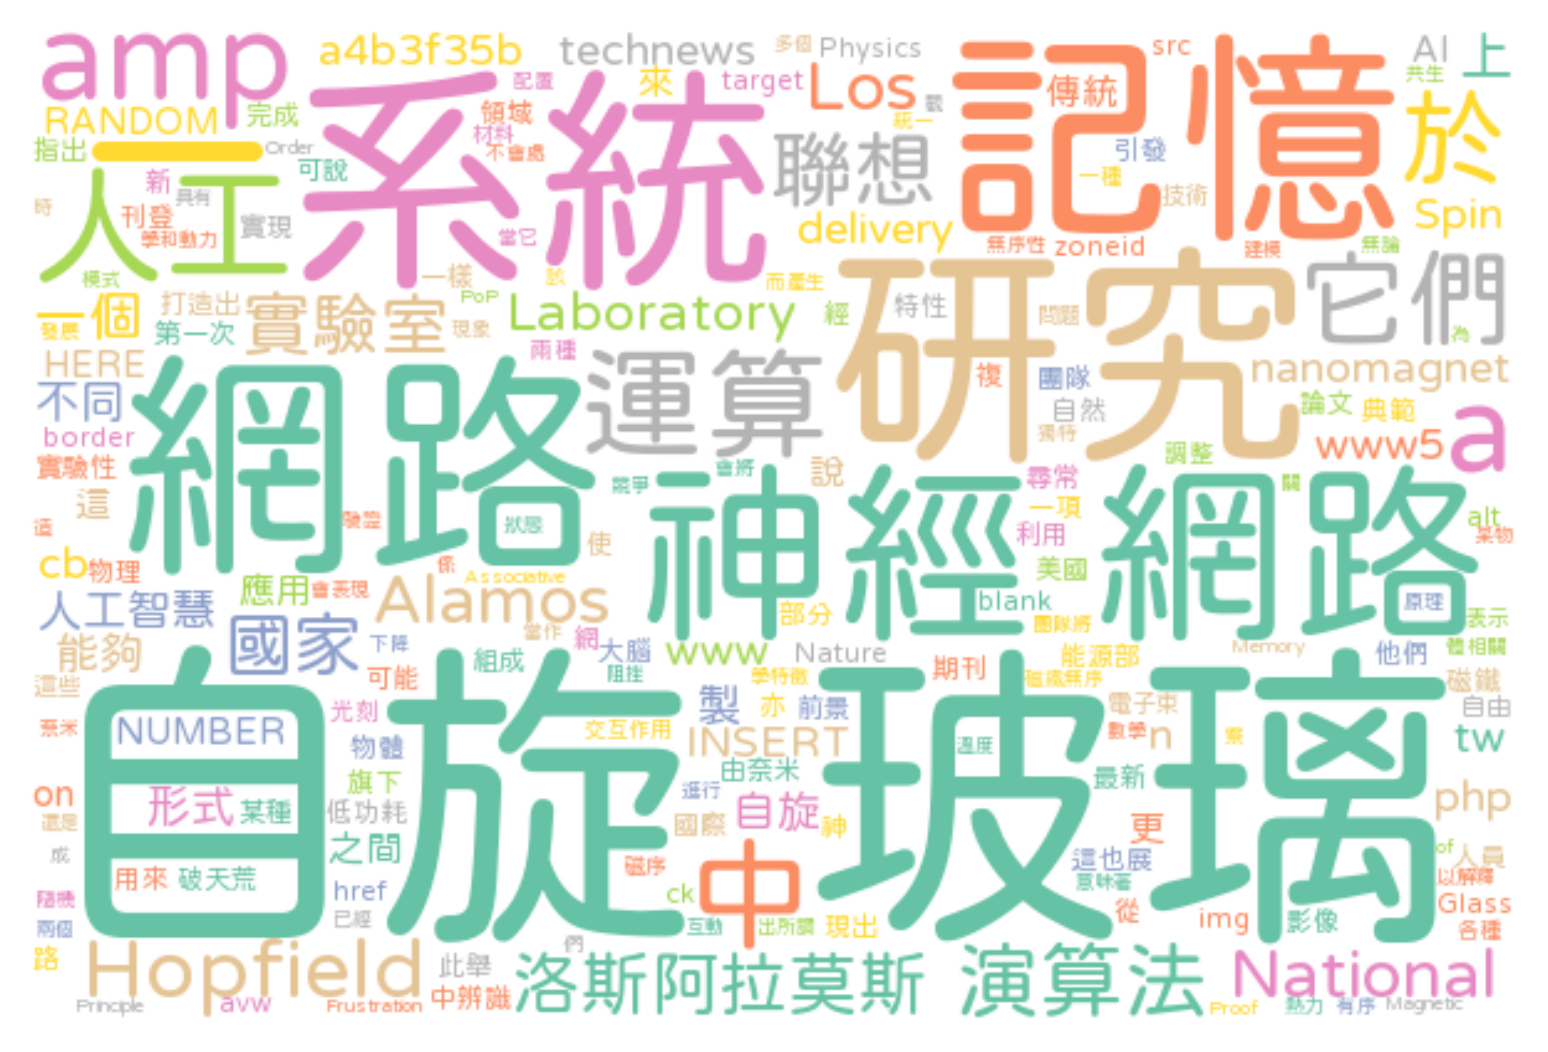 amp
a4b3f35b
technews
多個
Physics
src
AI
上
共生
RANDOM
完成
系統
配置
來
target
Los
觀
統一
記憶
傳統
於
指出
一
Order
領域
材料
不會處
可說
聯想
引發
一種
技術
人工
新
具有
時
刊登
學和動力
實現
當它
delivery
無序性
zoneid
建模
無論
Spin
模式
一樣
該
而產生
研究
它們
一個
發展
打造出
第一次
實驗室
PoP
現象
Laboratory
經
特性
問題
為
兩種
HERE
不同
網路
運算
複
團隊
自然
獨特
nanomagnet
論文
典範
border
實驗性
www5
a
調整
這
造
驗證
狀態
競爭
會將
說
尋常
一項
利用
關
alt
某物
cb
物理
係
使
神經
網路
美國
blank
原理
表示
人工智慧
應用
會表現
Associative
Alamos
部分
團隊將
當作
能夠
國家
下降
網
大腦
www
Nature
Memory
他們
體相關
這些
可能
組成
阻挫
學特徵
期刊
能源部
磁鐵無序
磁鐵
自由
自旋
玻璃
NUMBER
奈米
光刻
物體
交互作用
製
亦
前景
INSERT
溫度
電子束
數學
n
案
tw
旗下
由奈米
進行
最新
on
還是
形式
某種
低功耗
自旋
國際
神
更
php
成
之間
磁序
中
這也展
意味著
of
人員
以解釋
用來
破天荒
隨機
兩個
href
已經
ck
互動
出所謂
現出
從
img
影像
Glass
各種
路
Hopfield
此舉
們
洛斯阿拉莫斯
演算法
National
Principle
avw
Frustration
中辨識
Proof
熱力
有序
Magnetic